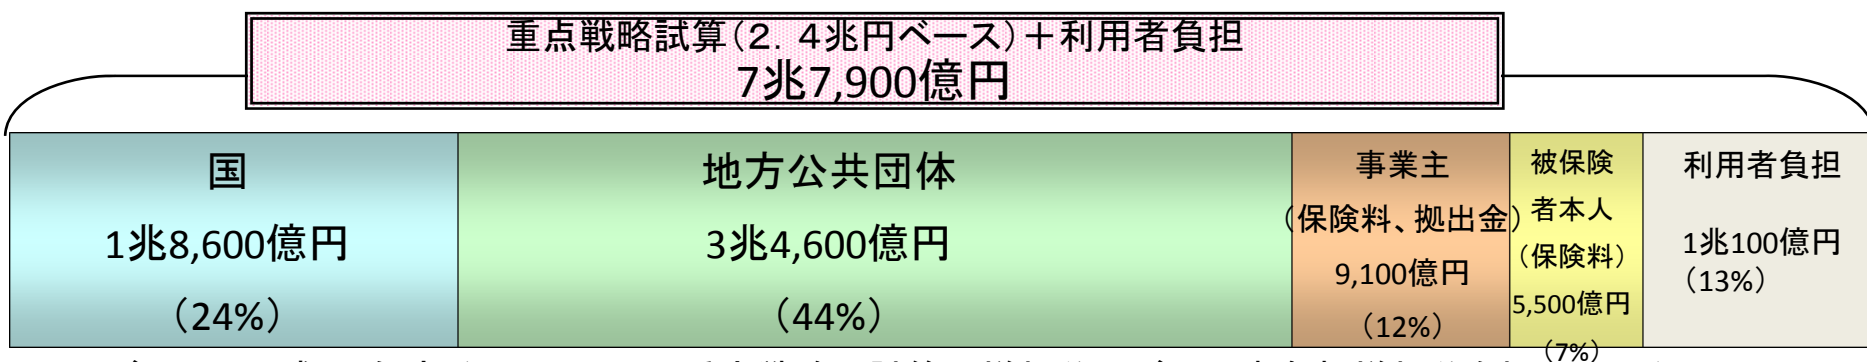 重点戦略試算(2.4兆円ベース)+利用者負担
7兆7,900億円
国
1兆8,600億円
(24%)
地方公共団体
3兆4,600億円
(44%)
事業主
(保険料、拠出金)
9,100億円
(12%)
被保険
者本人
(保険料)
5,500億円
(7%)
利用者負担
1兆100億円
(13%)